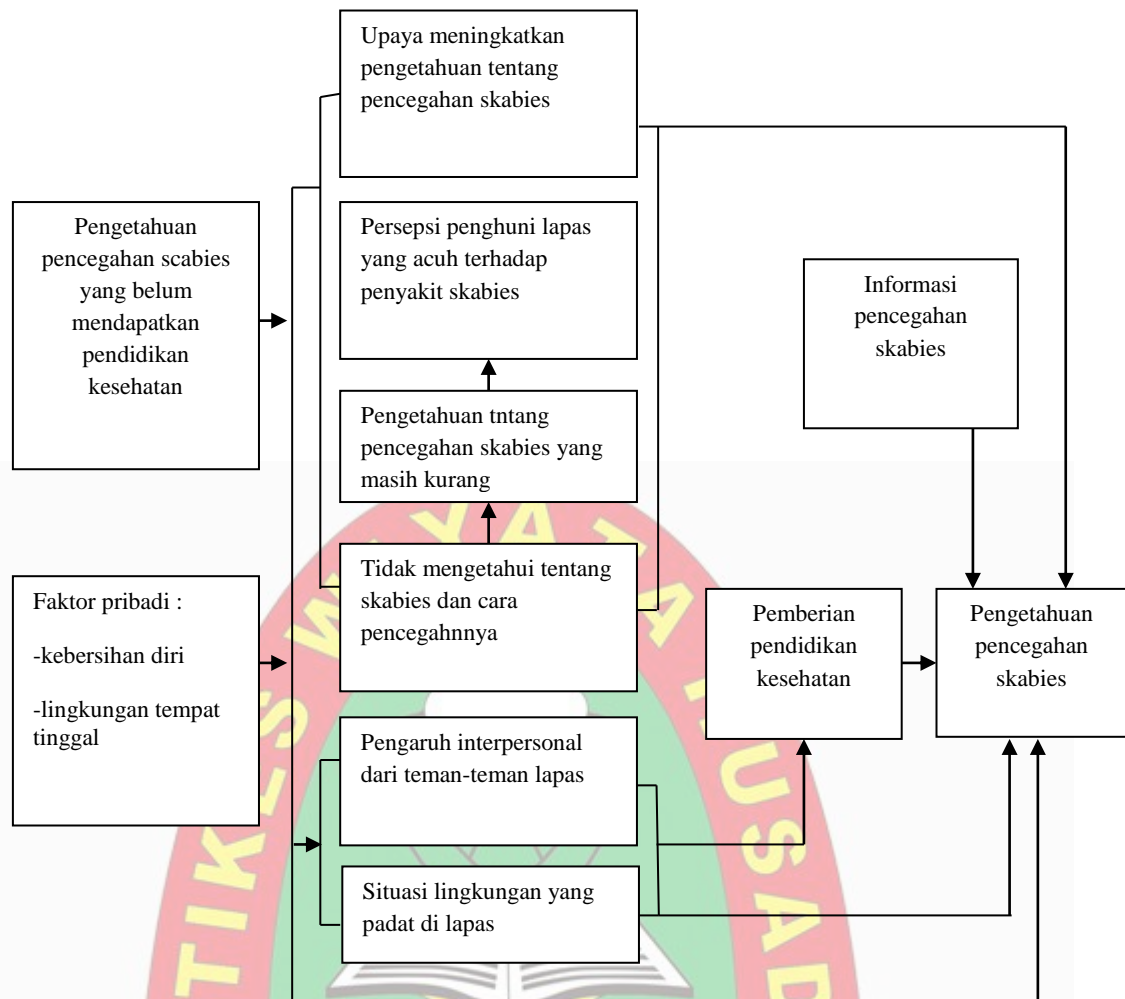 Upaya meningkatkan
pengetahuan tentang
pencegahan skabies
Pengetahuan
pencegahan scabies
yang belum
mendapatkan
pendidikan
kesehatan
Persepsi penghuni lapas
yang acuh terhadap
penyakit skabies
Informasi
pencegahan
skabies
Pengetahuan tntang
pencegahan skabies yang
masih kurang
Faktor pribadi :
-kebersihan diri
-lingkungan tempat
tinggal
Tidak mengetahui tentang
skabies dan cara
pencegahnnya
Pemberian
pendidikan
kesehatan
Pengetahuan
pencegahan
skabies
Pengaruh interpersonal
dari teman-teman lapas
Situasi lingkungan yang
padat di lapas